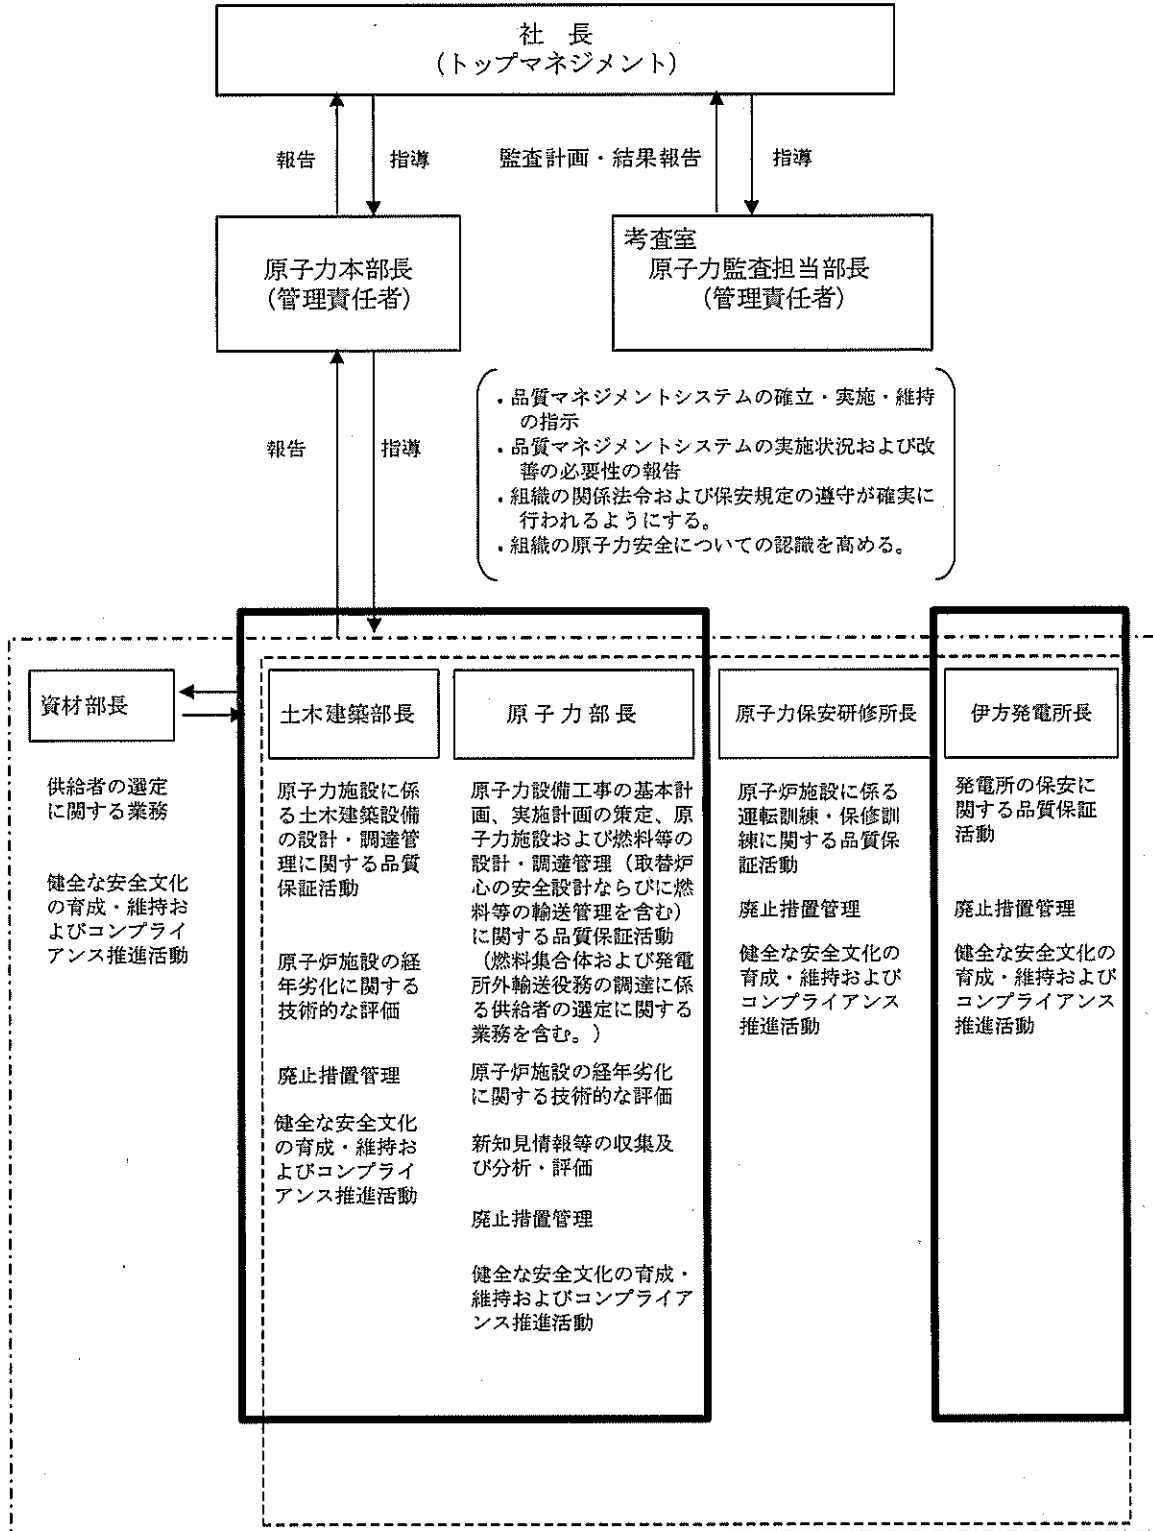 社　長
(トップマネジメント)
報告
指導
監査計画・結果報告
指導
原子力本部長
(管理責任者)
考査室
原子力監査担当部長
(管理責任者)
・品質マネジメントシステムの確立・実施・維持
の指示
・品質マネジメントシステムの実施状況および改
善の必要性の報告
・組織の関係法令および保安規定の遵守が確実に
行われるようにする。
・組織の原子力安全についての認識を高める。
報告
指導
資材部長
供給者の選定
に関する業務
健全な安全文化
の育成・維持お
よびコンプライ
アンス推進活動
土木建築部長
原子力施設に係
る土木建築設備
の設計・調達管
理に関する品質
保証活動
原子炉施設の経
年劣化に関する
技術的な評価
廃止措置管理
健全な安全文化
の育成・維持お
よびコンプライ
アンス推進活動
原子力部長
原子力設備工事の基本計
画、実施計画の策定、原
子力施設および燃料等の
設計・調達管理（取替炉
心の安全設計ならびに燃
料等の輸送管理を含む）
に関する品質保証活動
（燃料集合体および発電
所外輸送役務の調達に係
る供給者の選定に関する
業務を含む。）
原子炉施設の経年劣化
に関する技術的な評価
新知見情報等の収集及
び分析・評価
廃止措置管理
健全な安全文化の育成・
維持およびコンプライア
ンス推進活動
原子力保安研修所長
原子炉施設に係る
運転訓練・保修訓
練に関する品質保
証活動
廃止措置管理
健全な安全文化の
育成・維持および
コンプライアンス
推進活動
伊方発電所長
発電所の保安に
関する品質保証
活動
廃止措置管理
健全な安全文化の
育成・維持および
コンプライアンス
推進活動